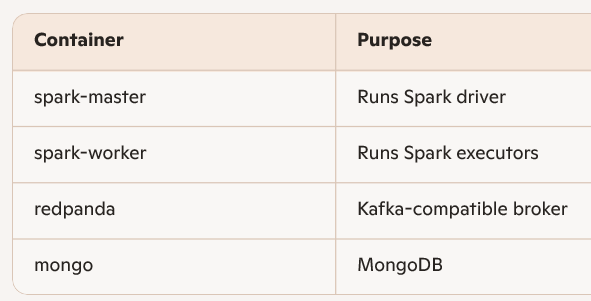 Container Purpose
spark-master Runs Spark driver
spark-worker Runs Spark executors
redpanda Kafka-compatible broker
mongo MongoDB